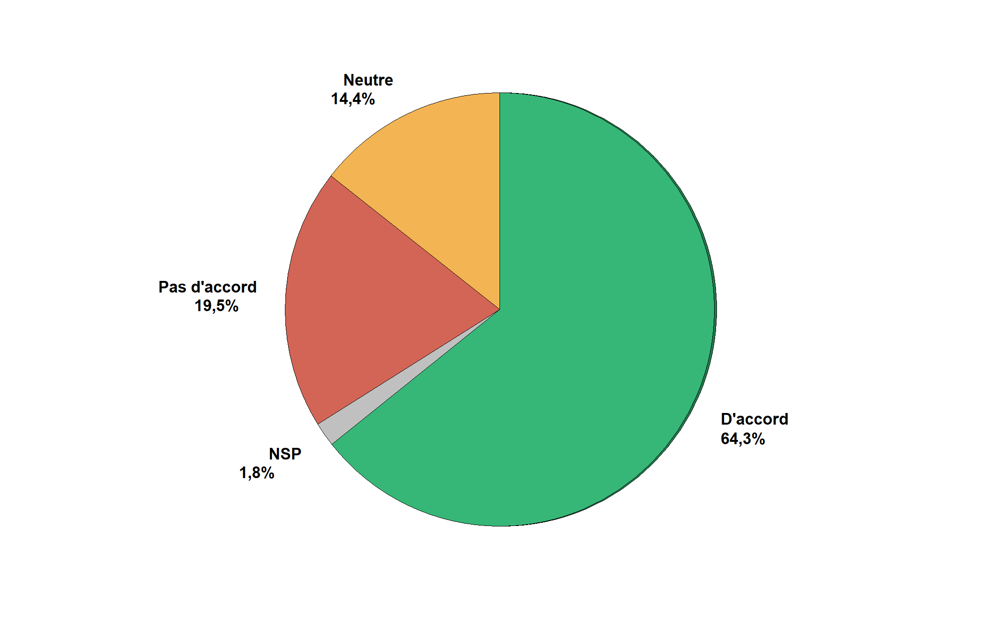 Neutre
14,4%
Pas d'accord
19,5%
D'accord
64,3%
NSP
1,8%